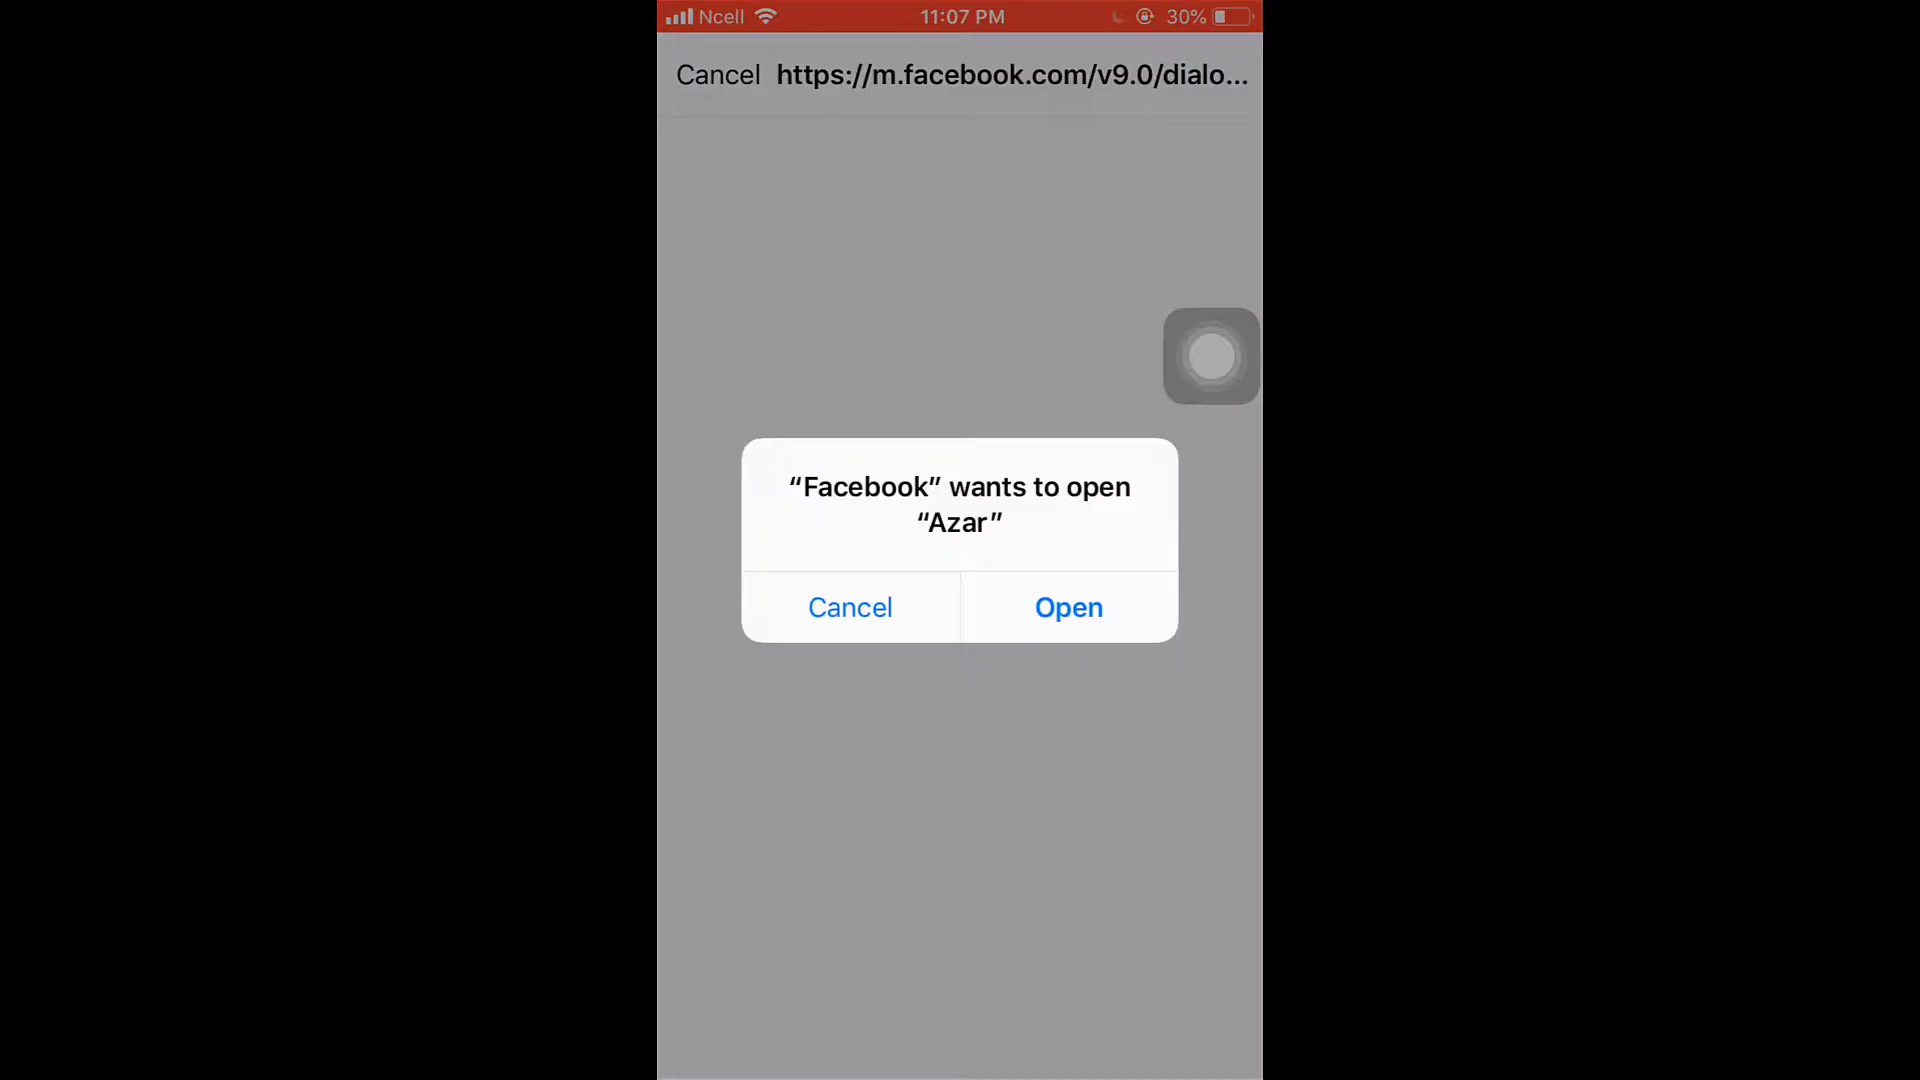 Ncell 11:07 PM 30%
Cancel https://m.facebook.com/v9.0/dialo...
“Facebook” wants to open
“Azar”
Cancel Open